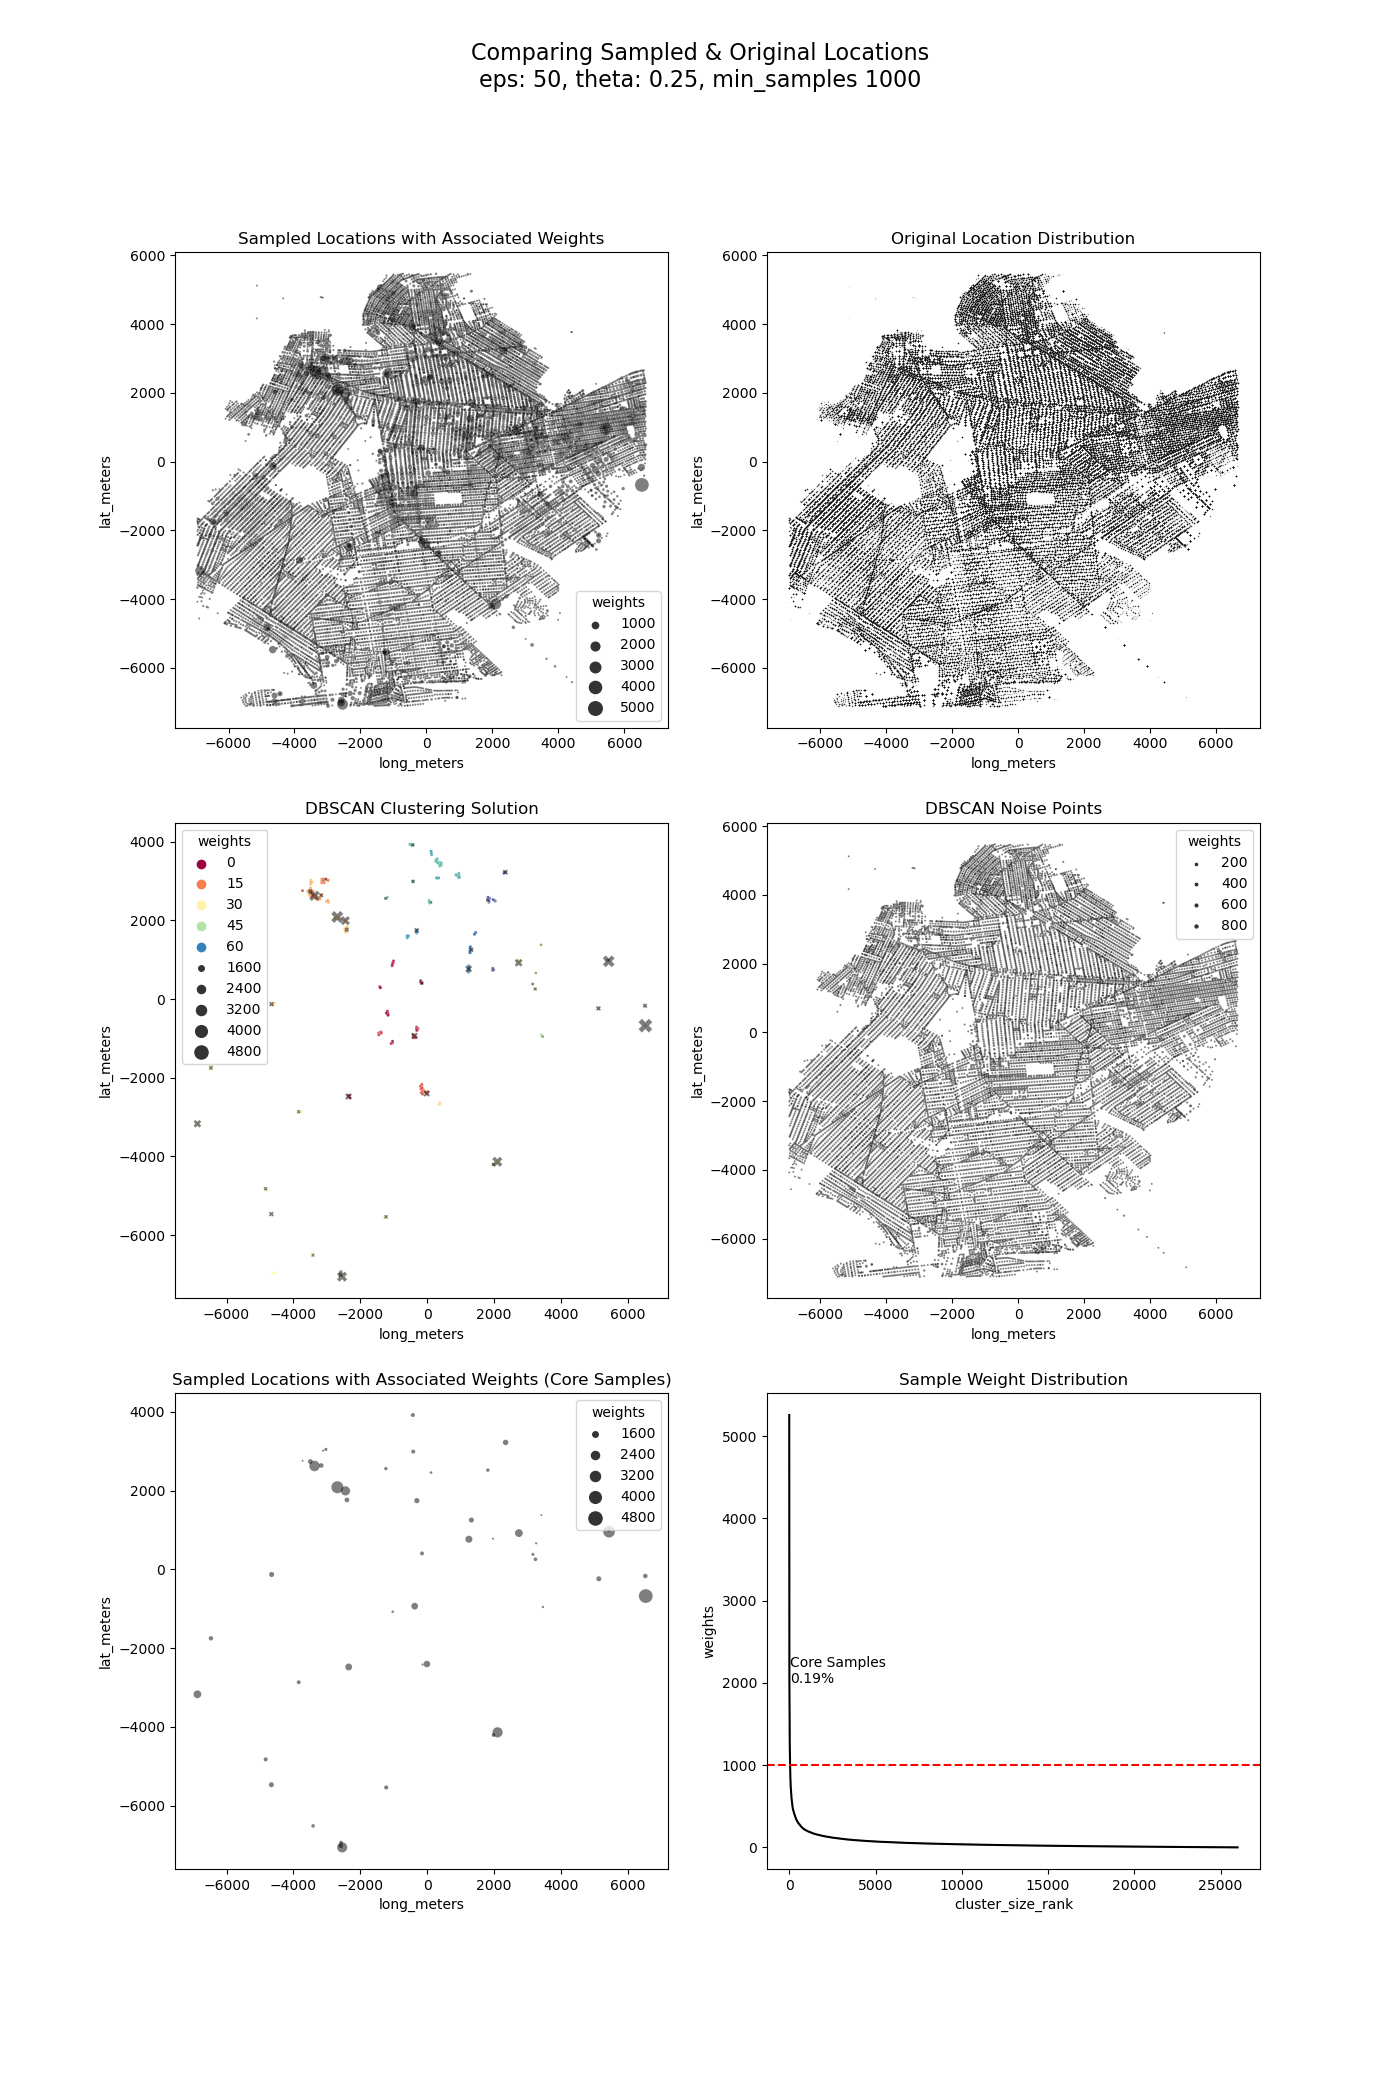 Comparing Sampled & Original Locations
eps: 50, theta: 0.25, min_samples 1000
Sampled Locations with Associated Weights
6000
4000
2000
0
−2000
−4000
−6000
lat_meters
weights
1000
2000
3000
4000
5000
−6000 −4000 −2000 0 2000 4000 6000
long_meters
Original Location Distribution
6000
4000
2000
0
−2000
−4000
−6000
lat_meters
−6000 −4000 −2000 0 2000 4000 6000
long_meters
DBSCAN Clustering Solution
4000
2000
0
−2000
−4000
−6000
lat_meters
weights
0
15
30
45
60
1600
2400
3200
4000
4800
−6000 −4000 −2000 0 2000 4000 6000
long_meters
DBSCAN Noise Points
6000
4000
2000
0
−2000
−4000
−6000
lat_meters
weights
200
400
600
800
−6000 −4000 −2000 0 2000 4000 6000
long_meters
Sampled Locations with Associated Weights (Core Samples)
4000
2000
0
−2000
−4000
−6000
lat_meters
weights
1600
2400
3200
4000
4800
−6000 −4000 −2000 0 2000 4000 6000
long_meters
Sample Weight Distribution
5000
4000
3000
2000
1000
0
weights
Core Samples
0.19%
0 5000 10000 15000 20000 25000
cluster_size_rank